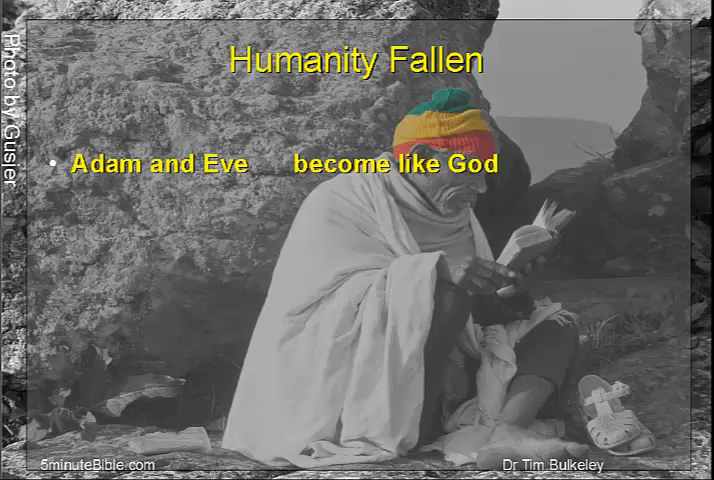 Humanity Fallen
• Adam and Eve become like God
Photo by Gusjer
5minuteBible.com
Dr Tim Bulkeley